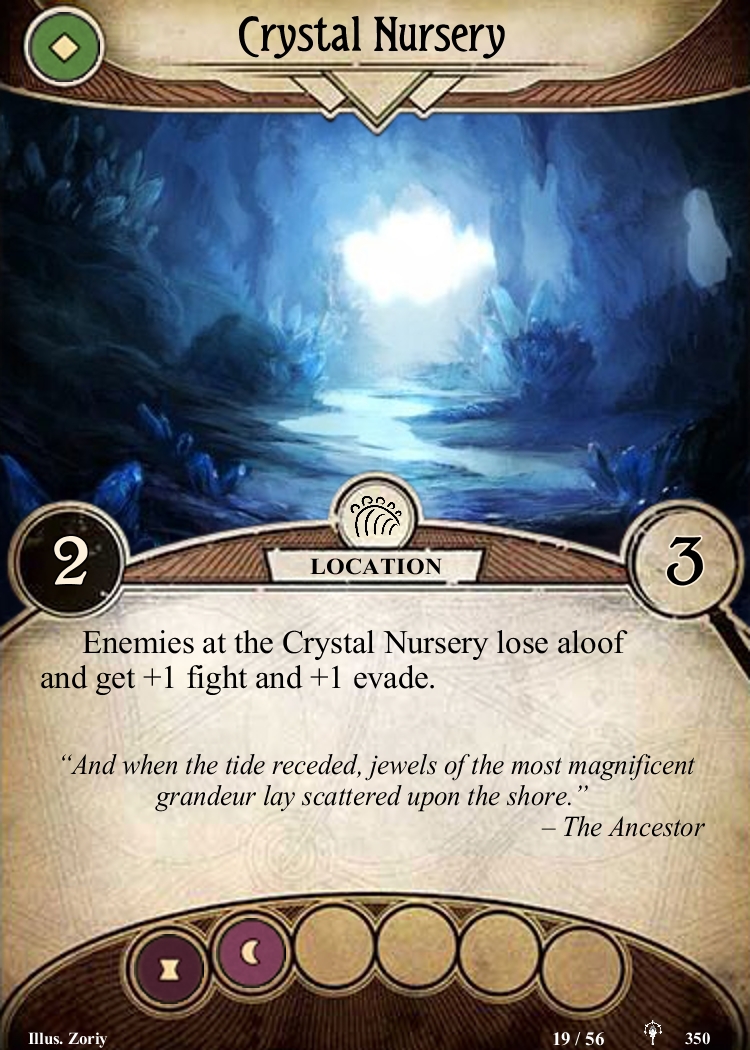 Crystal Nursery
2
LOCATION
3
Enemies at the Crystal Nursery lose aloof
and get +1 fight and +1 evade.
“And when the tide receded, jewels of the most magnificent
grandeur lay scattered upon the shore.”
– The Ancestor
Illus. Zoriy
19 / 56
350